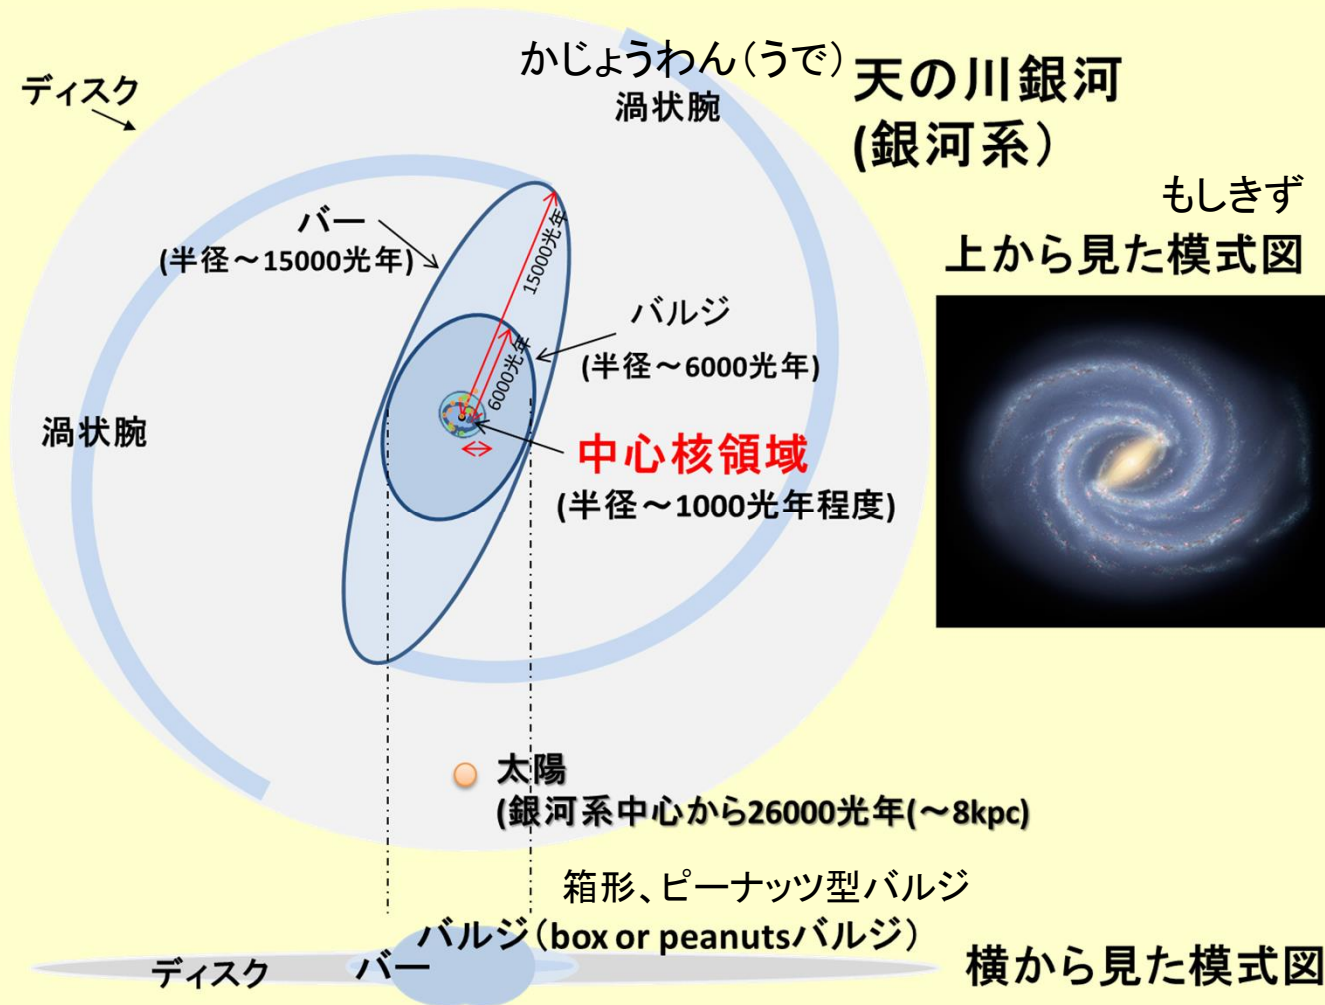 かじょうわん(うで)
天の川銀河
(銀河系)
ディスク
渦状腕
もしきず
上から見た模式図
バー
(半径～15000光年)
15000光年
バルジ
(半径～6000光年)
6000光年
渦状腕
中心核領域
(半径～1000光年程度)
太陽
(銀河系中心から26000光年(～8kpc)
箱形、ピーナッツ型バルジ
バルジ(box or peanutsバルジ)
ディスク
バー
横から見た模式図